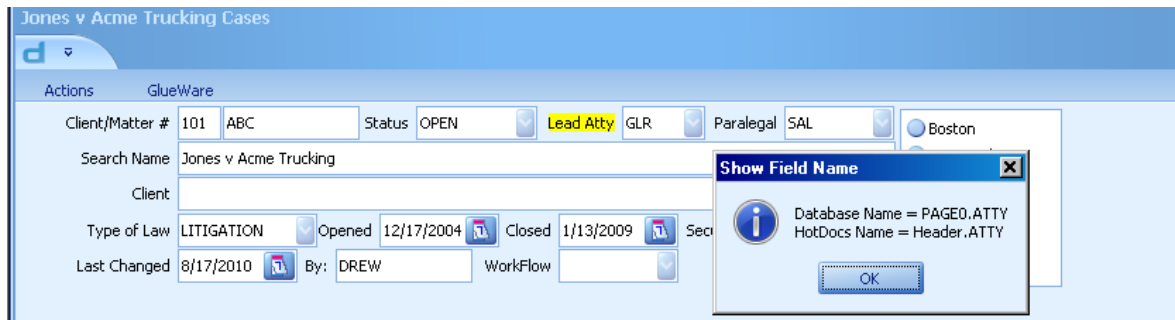 Jones v Acme Trucking Cases
d
Actions GlueWare
Client/Matter # 101 ABC Status OPEN Lead Atty GLR Paralegal SAL Boston
Search Name Jones v Acme Trucking
Show Field Name
Client
Database Name = PAGE0.ATTY
HotDocs Name = Header.ATTY
Type of Law LITIGATION Opened 12/17/2004 Closed 1/13/2009
Last Changed 8/17/2010 By: DREW WorkFlow
OK